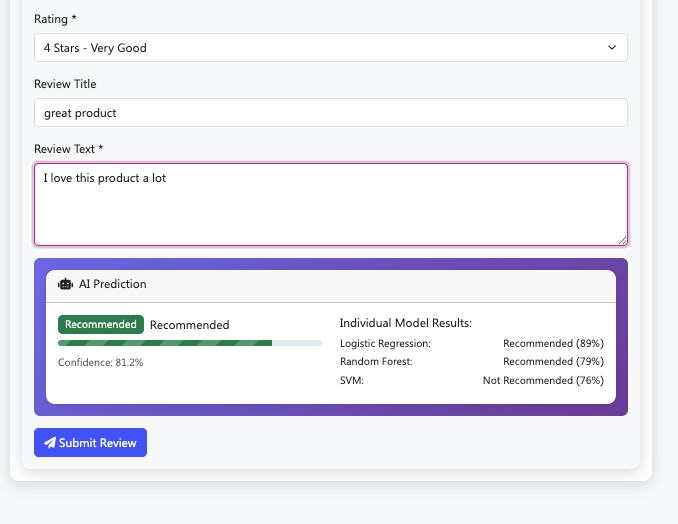 Rating *
4 Stars - Very Good
Review Title
great product
Review Text *
I love this product a lot
AI Prediction
Recommended Recommended
Confidence: 81.2%
Individual Model Results:
Logistic Regression: Recommended (89%)
Random Forest: Recommended (79%)
SVM: Not Recommended (76%)
Submit Review